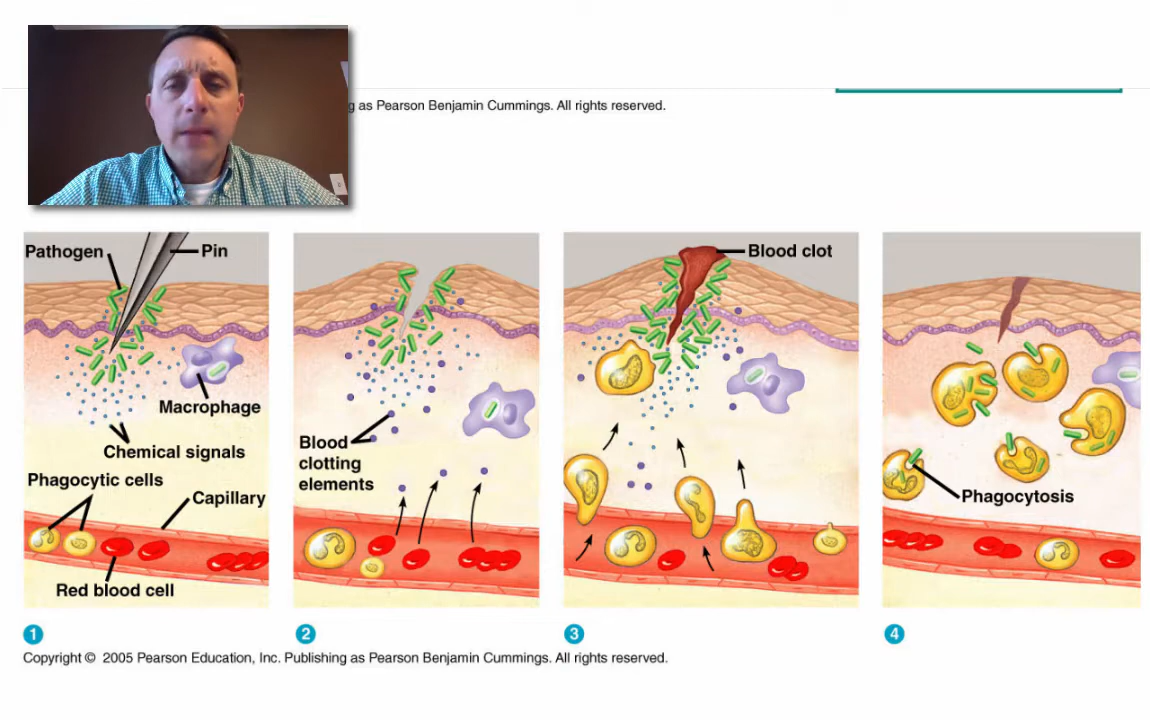 g as Pearson Benjamin Cummings. All rights reserved.
Pathogen
Pin
Macrophage
Chemical signals
Phagocytic cells
Capillary
Red blood cell
Blood
clotting
elements
Blood clot
Phagocytosis
1
2
3
4
Copyright © 2005 Pearson Education, Inc. Publishing as Pearson Benjamin Cummings. All rights reserved.